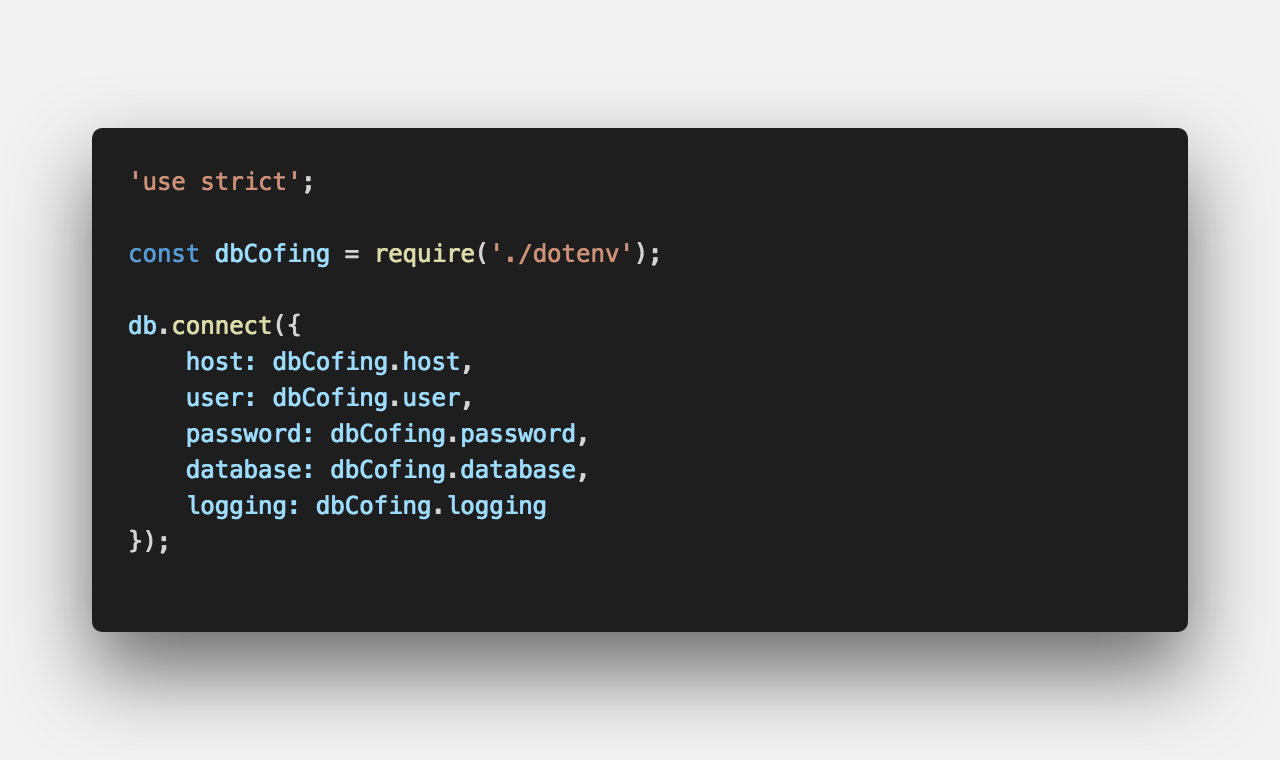 'use strict';
const dbCofing = require('./dotenv');
db.connect({
    host: dbCofing.host,
    user: dbCofing.user,
    password: dbCofing.password,
    database: dbCofing.database,
    logging: dbCofing.logging
});